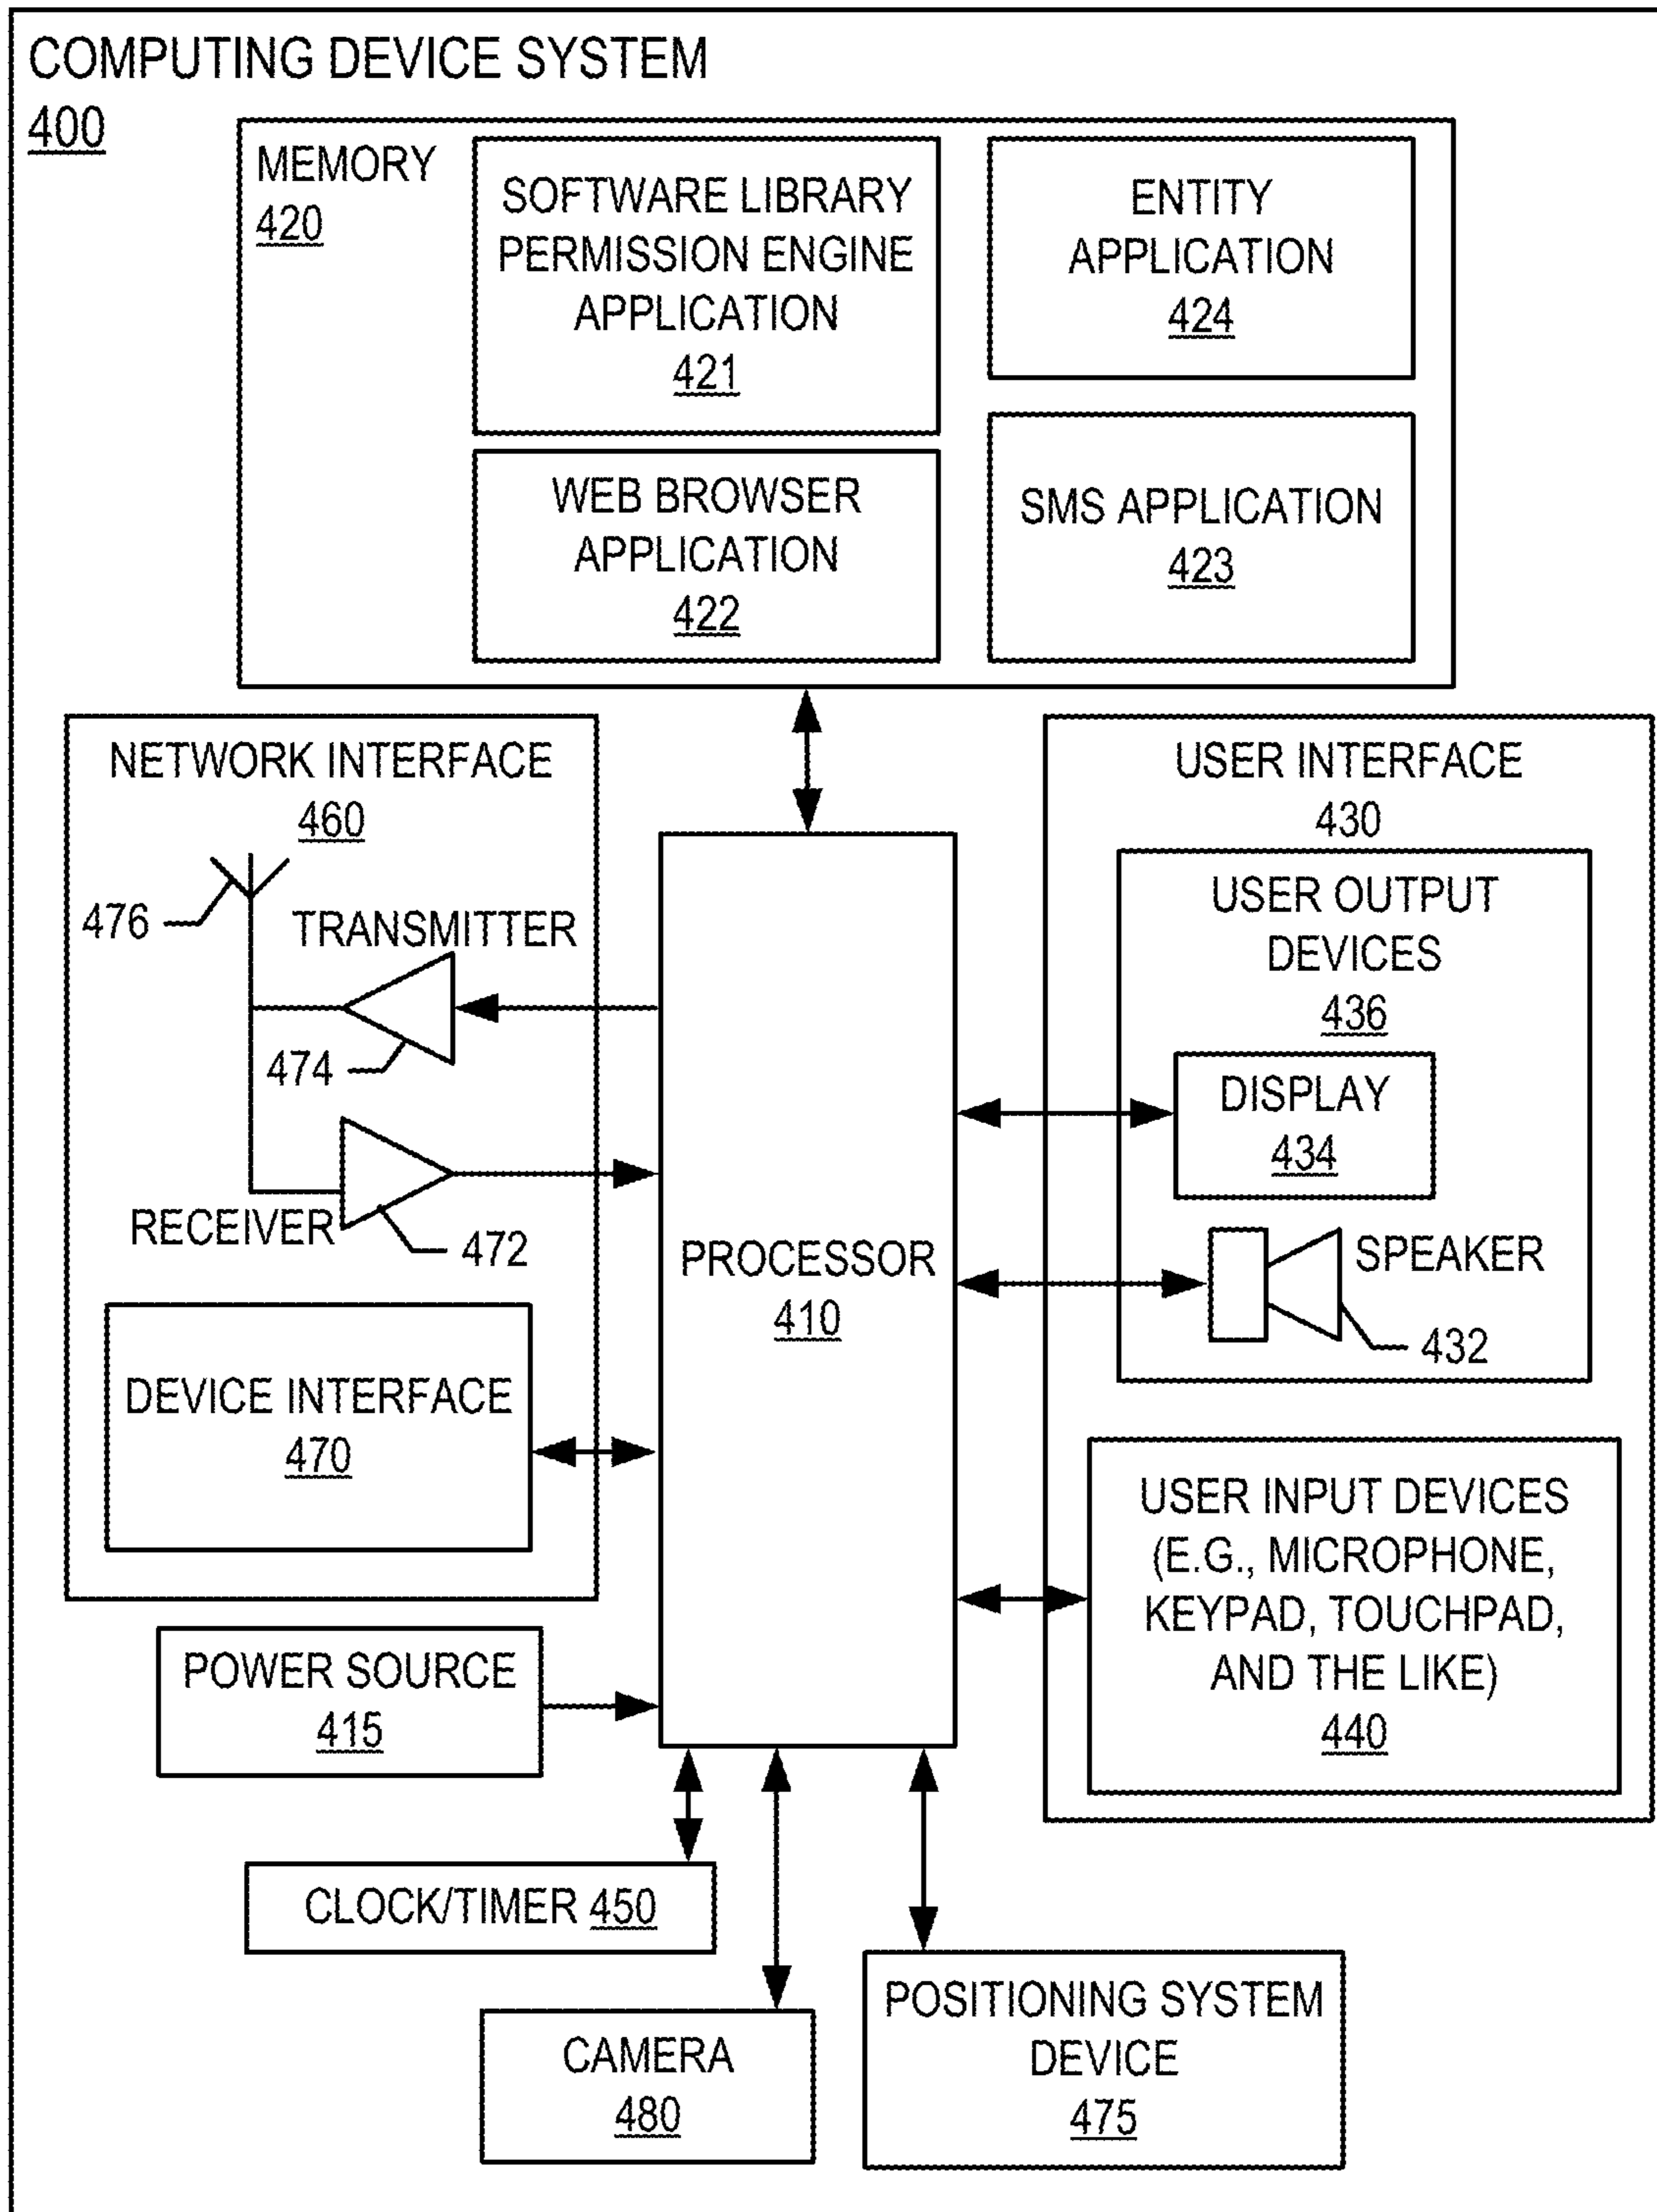 COMPUTING DEVICE SYSTEM
400
MEMORY
420
SOFTWARE LIBRARY
PERMISSION ENGINE
APPLICATION
421
ENTITY
APPLICATION
424
WEB BROWSER
APPLICATION
422
SMS APPLICATION
423
NETWORK INTERFACE
460
476
TRANSMITTER
474
RECEIVER
472
DEVICE INTERFACE
470
PROCESSOR
410
USER INTERFACE
430
USER OUTPUT
DEVICES
436
DISPLAY
434
SPEAKER
432
USER INPUT DEVICES
(E.G., MICROPHONE,
KEYPAD, TOUCHPAD,
AND THE LIKE)
440
POWER SOURCE
415
CLOCK/TIMER 450
CAMERA
480
POSITIONING SYSTEM
DEVICE
475